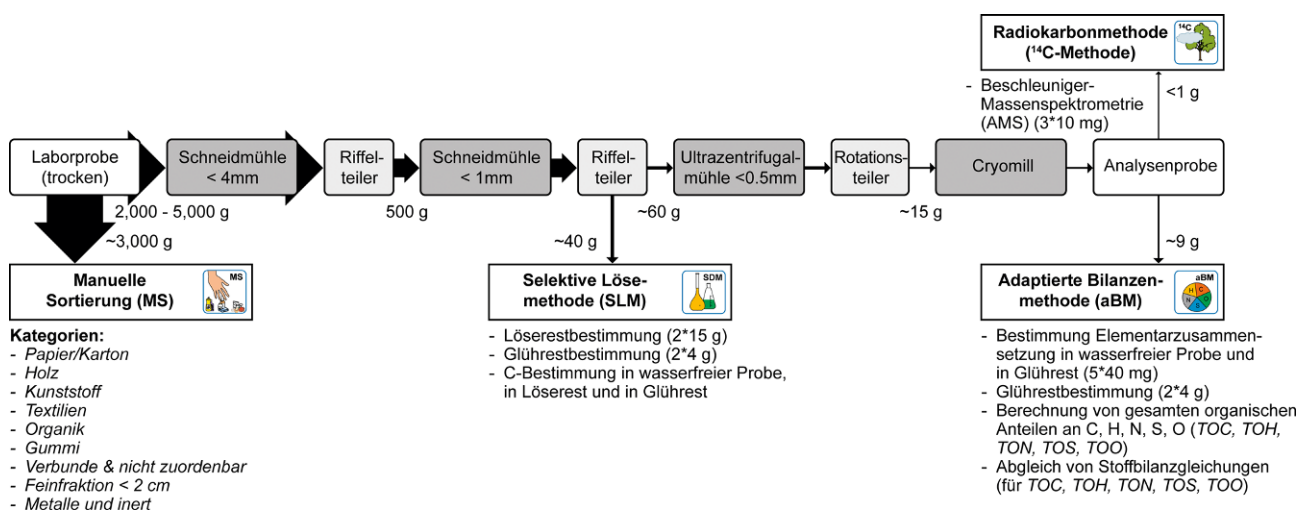 Radiokarbonmethode
(¹⁴C-Methode)
¹⁴C
- Beschleuniger-
Massenspektrometrie
(AMS) (3*10 mg)
<1 g
Laborprobe
(trocken)
Schneidmühle
< 4mm
Riffel-
teiler
Schneidmühle
< 1mm
Riffel-
teiler
Ultrazentrifugal-
mühle <0.5mm
Rotations-
teiler
Cryomill
Analysenprobe
2,000 - 5,000 g
500 g
~60 g
~15 g
~3,000 g
~40 g
~9 g
Manuelle
Sortierung (MS)
MS
Kategorien:
- Papier/Karton
- Holz
- Kunststoff
- Textilien
- Organik
- Gummi
- Verbunde & nicht zuordenbar
- Feinfraktion < 2 cm
- Metalle und inert
Selektive Löse-
methode (SLM)
SDM
- Löserestbestimmung (2*15 g)
- Glührestbestimmung (2*4 g)
- C-Bestimmung in wasserfreier Probe,
in Löserest und in Glührest
Adaptierte Bilanzen-
methode (aBM)
aBM
H C
N O
S
- Bestimmung Elementarzusammen-
setzung in wasserfreier Probe und
in Glührest (5*40 mg)
- Glührestbestimmung (2*4 g)
- Berechnung von gesamten organischen
Anteilen an C, H, N, S, O (TOC, TOH,
TON, TOS, TOO)
- Abgleich von Stoffbilanzgleichungen
(für TOC, TOH, TON, TOS, TOO)